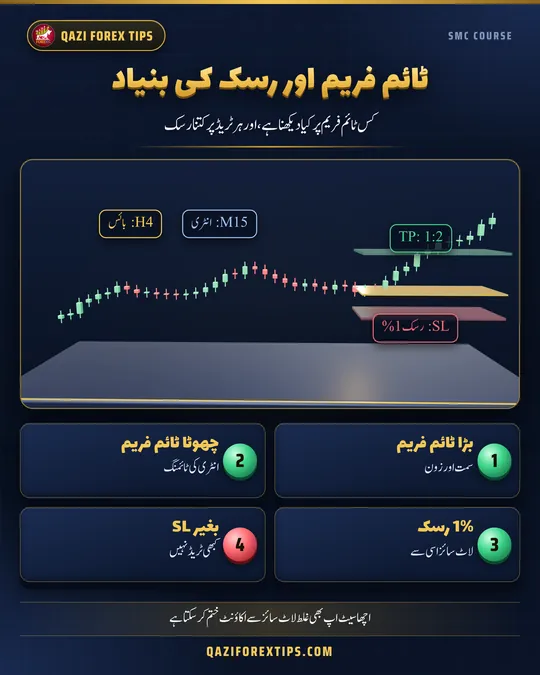 QAZI FOREX TIPS
SMC COURSE
ٹائم فریم اور رسک کی بنیاد
کس ٹائم فریم پر کیا دیکھنا ہے، اور ہر ٹریڈ پر کتنا رسک
H4: بائس
M15: انٹری
TP: 1:2
SL: رسک 1%
1
بڑا ٹائم فریم
سمت اور زون
2
چھوٹا ٹائم فریم
انٹری کی ٹائمنگ
3
1% رسک
لاٹ سائز اسی سے
4
بغیر SL
کبھی ٹریڈ نہیں
اچھا سیٹ اپ بھی غلط لاٹ سائز سے اکاؤنٹ ختم کر سکتا ہے
QAZIFOREXTIPS.COM